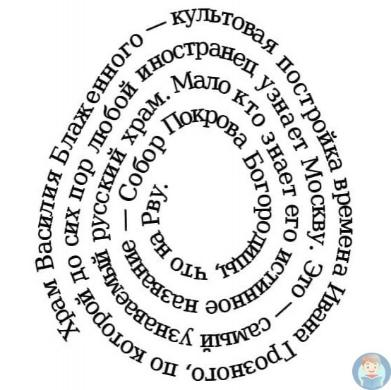 Храм Василия Блаженного — культовая постройка времена Ивана Грозного, по которой до сих пор любой иностранец узнает Москву. Это — самый узнаваемый русский храм. Мало кто знает его истинное название — Собор Покрова Богородицы, что на Рву.